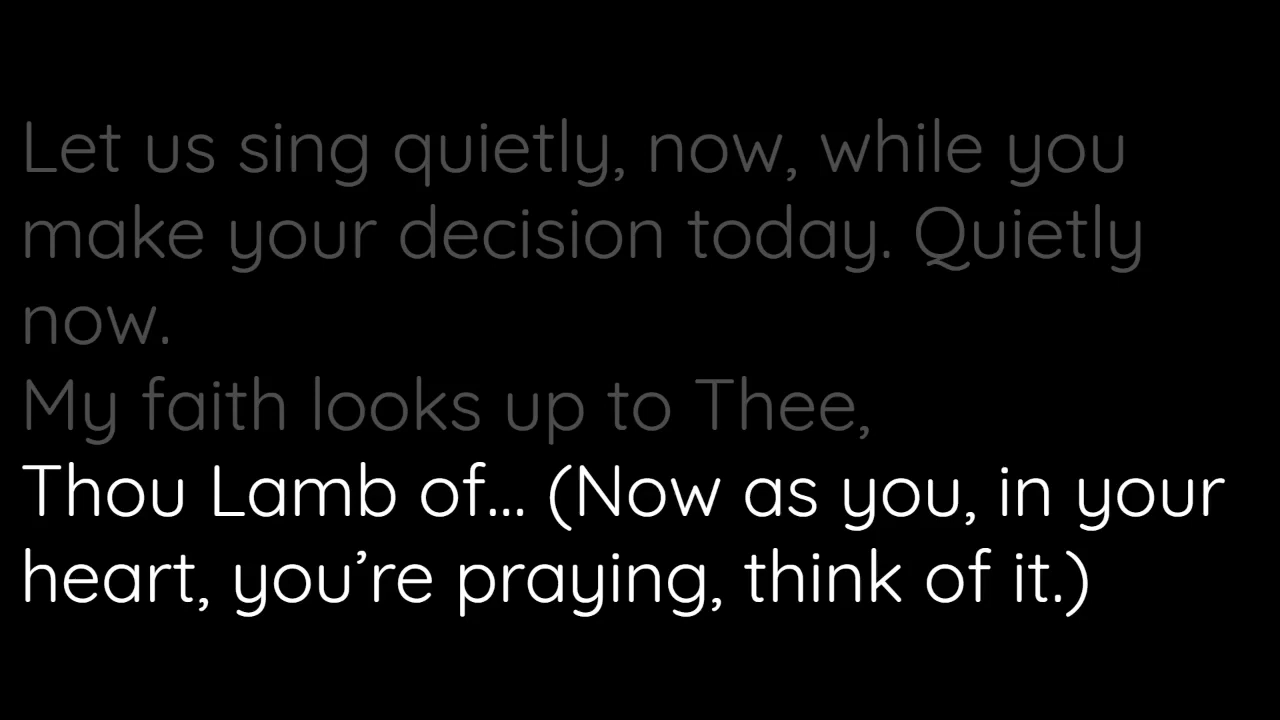 Let us sing quietly, now, while you
make your decision today. Quietly
now.
My faith looks up to Thee,
Thou Lamb of... (Now as you, in your
heart, you’re praying, think of it.)